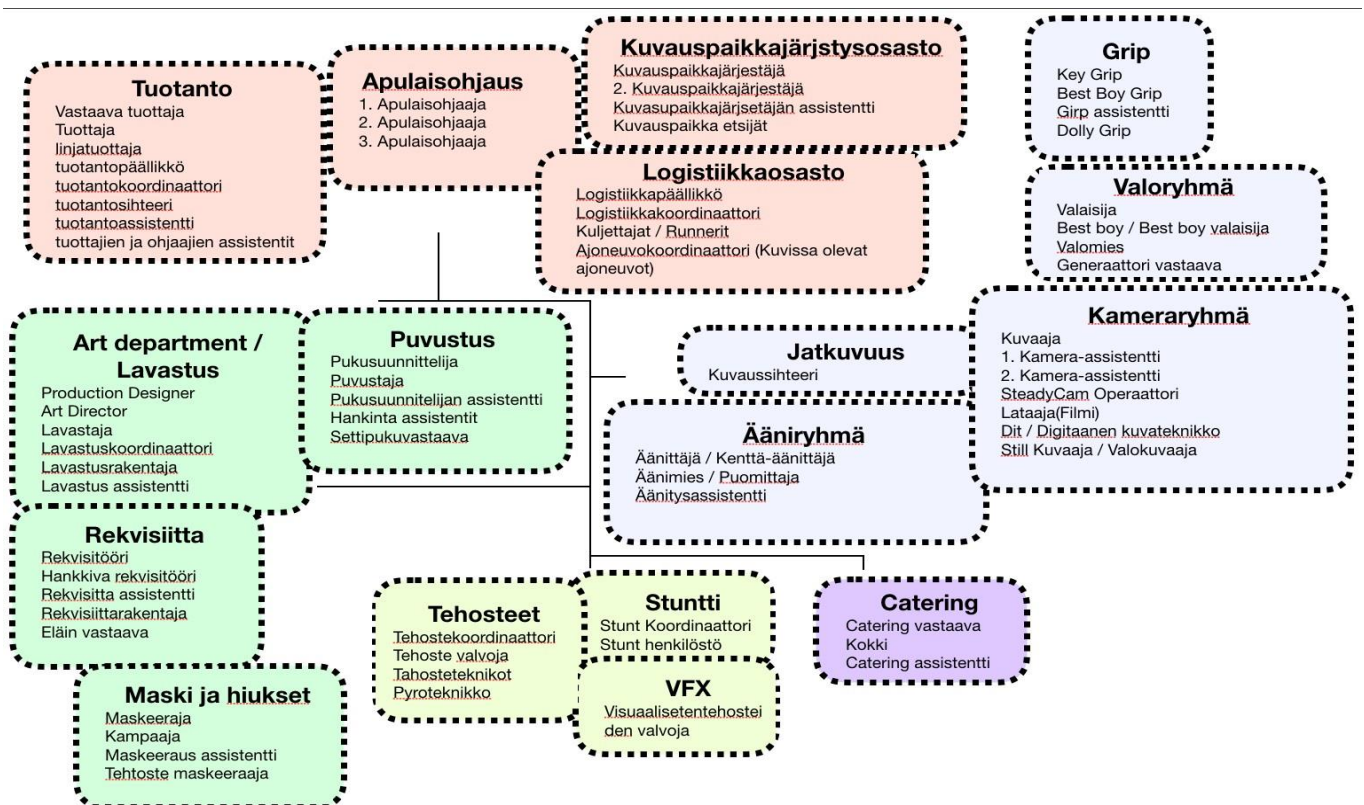 Tuotanto
Vastaava tuottaja
Tuottaja
linjatuottaja
tuotantopäällikkö
tuotantokoordinaattori
tuotantosihteeri
tuotantoassistentti
tuottajien ja ohjaajien assistentit
Apulaisohjaus
1. Apulaisohjaaja
2. Apulaisohjaaja
3. Apulaisohjaaja
Kuvauspaikkajärjstysosasto
Kuvauspaikkajärjestäjä
2. Kuvauspaikkajärjestäjä
Kuvasupaikkajärjsetäjän assistentti
Kuvauspaikka etsijät
Logistiikkaosasto
Logistiikkapäällikkö
Logistiikkakoordinaattori
Kuljettajat / Runnerit
Ajoneuvokoordinaattori (Kuvissa olevat
ajoneuvot)
Grip
Key Grip
Best Boy Grip
Girp assistentti
Dolly Grip
Valoryhmä
Valaisija
Best boy / Best boy valaisija
Valomies
Generaattori vastaava
Kameraryhmä
Kuvaaja
1. Kamera-assistentti
2. Kamera-assistentti
SteadyCam Operaattori
Lataaja(Filmi)
Dit / Digitaanen kuvateknikko
Still Kuvaaja / Valokuvaaja
Art department /
Lavastus
Production Designer
Art Director
Lavastaja
Lavastuskoordinaattori
Lavastusrakentaja
Lavastus assistentti
Puvustus
Pukusuunnittelija
Puvustaja
Pukusuunnitelijan assistentti
Hankinta assistentit
Settipukuvastaava
Jatkuvuus
Kuvaussihteeri
Ääniryhmä
Äänittäjä / Kenttä-äänittäjä
Äänimies / Puomittaja
Äänitysassistentti
Rekvisiitta
Rekvisitööri
Hankkiva rekvisitööri
Rekvisitta assistentti
Rekvisiittarakentaja
Eläin vastaava
Maski ja hiukset
Maskeeraja
Kampaaja
Maskeeraus assistentti
Tehtoste maskeeraaja
Tehosteet
Tehostekoordinaattori
Tehoste valvoja
Tahosteteknikot
Pyroteknikko
Stuntti
Stunt Koordinaattori
Stunt henkilöstö
VFX
Visuaalisetentehostei
den valvoja
Catering
Catering vastaava
Kokki
Catering assistentti